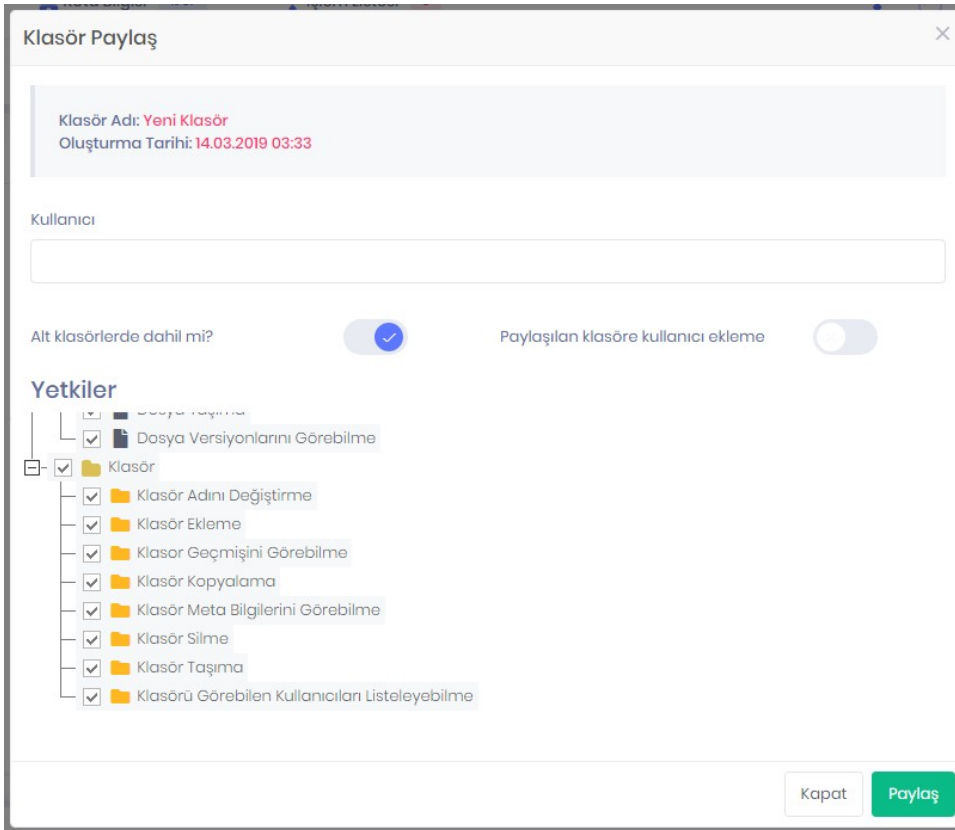 Klasör Paylaş
Klasör Adı: Yeni Klasör
Oluşturma Tarihi: 14.03.2019 03:33
Kullanıcı
Alt klasörlerde dahil mi? Paylaşılan klasöre kullanıcı ekleme
Yetkiler
Dosya Taşıma
Dosya Versiyonlarını Görebilme
Klasör
Klasör Adını Değiştirme
Klasör Ekleme
Klasor Geçmişini Görebilme
Klasör Kopyalama
Klasör Meta Bilgilerini Görebilme
Klasör Silme
Klasör Taşıma
Klasörü Görebilen Kullanıcıları Listeleyebilme
Kapat Paylaş